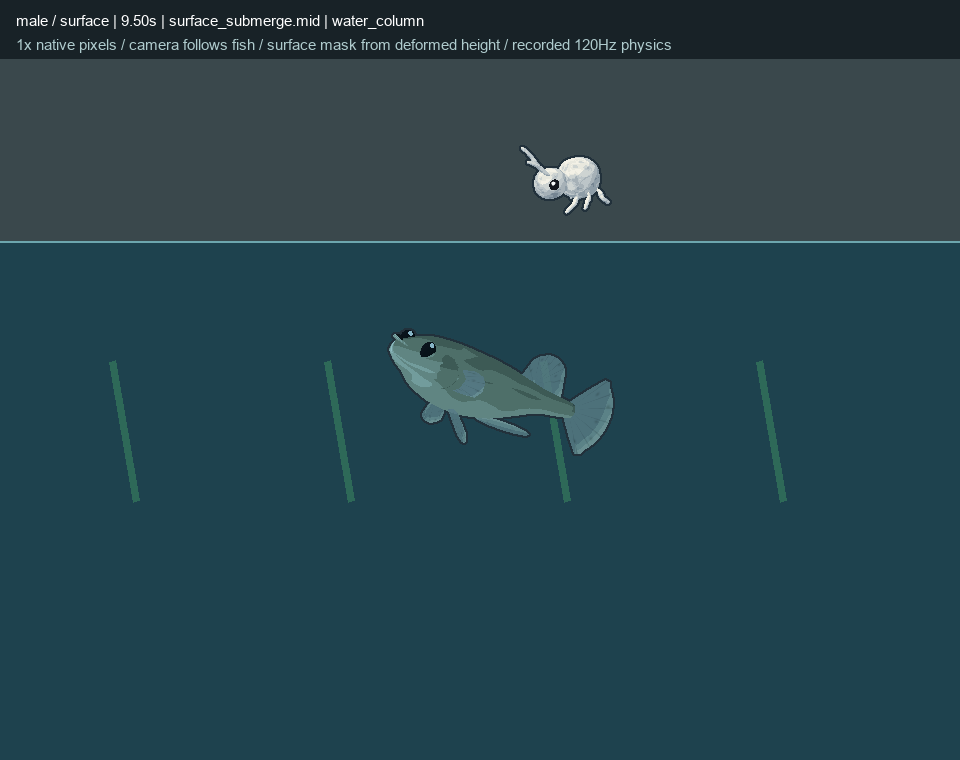 male / surface | 9.50s | surface_submerge.mid | water_column
1x native pixels / camera follows fish / surface mask from deformed height / recorded 120Hz physics